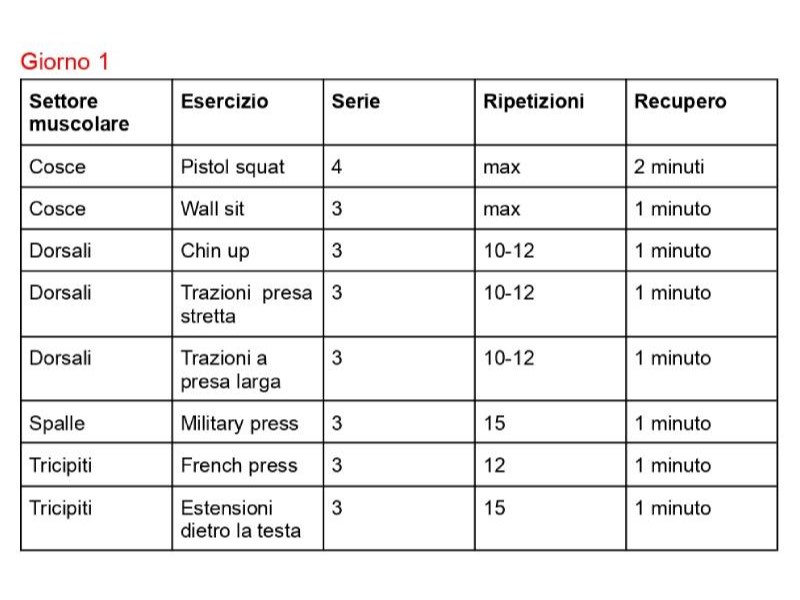 Giorno 1
Settore muscolare Esercizio Serie Ripetizioni Recupero
Cosce Pistol squat 4 max 2 minuti
Cosce Wall sit 3 max 1 minuto
Dorsali Chin up 3 10-12 1 minuto
Dorsali Trazioni presa stretta 3 10-12 1 minuto
Dorsali Trazioni a presa larga 3 10-12 1 minuto
Spalle Military press 3 15 1 minuto
Tricipiti French press 3 12 1 minuto
Tricipiti Estensioni dietro la testa 3 15 1 minuto